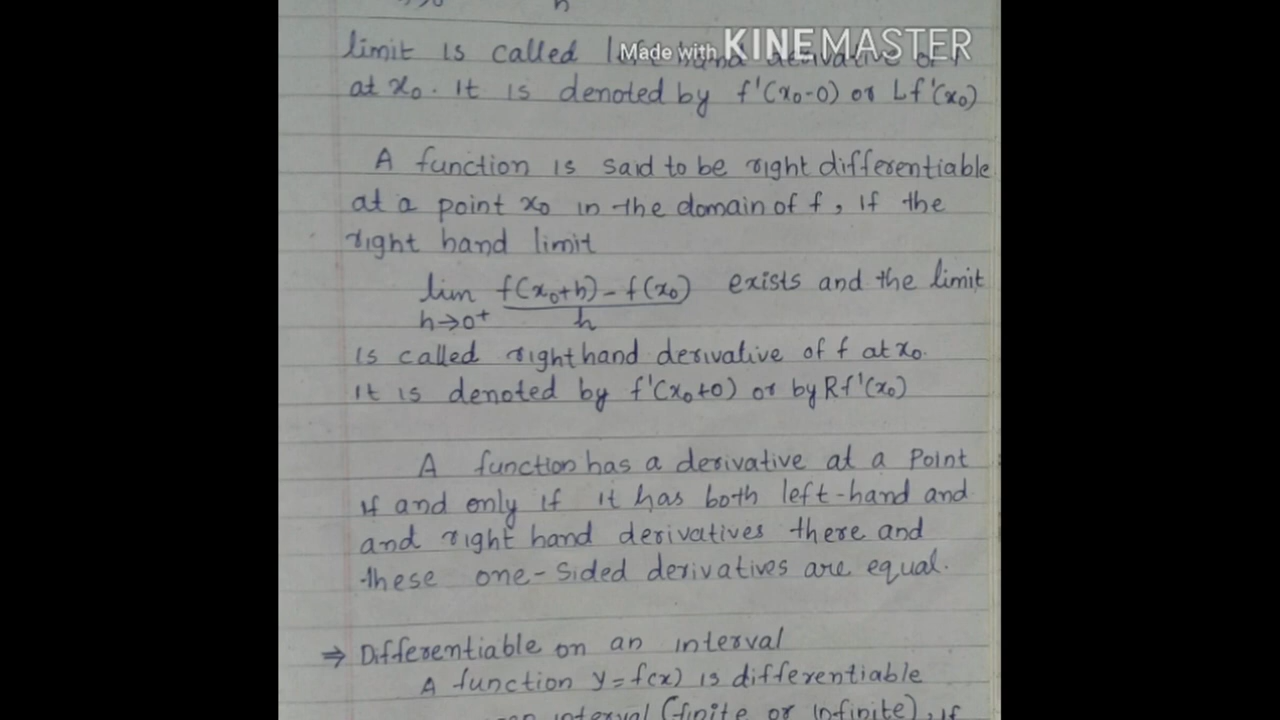 h
limit is called left hand derivative of f
Made with KINEMASTER
at x₀. It is denoted by f'(x₀-0) or Lf'(x₀)
A function is said to be right differentiable
at a point x₀ in the domain of f, if the
right hand limit
lim f(x₀+h) - f(x₀) exists and the limit
h→0⁺ h
is called righthand derivative of f at x₀.
It is denoted by f'(x₀+0) or by Rf'(x₀)
A function has a derivative at a Point
if and only if it has both left-hand and
and right hand derivatives there and
these one-sided derivatives are equal.
⇒ Differentiable on an interval
A function y=f(x) is differentiable
interval (finite or infinite), if